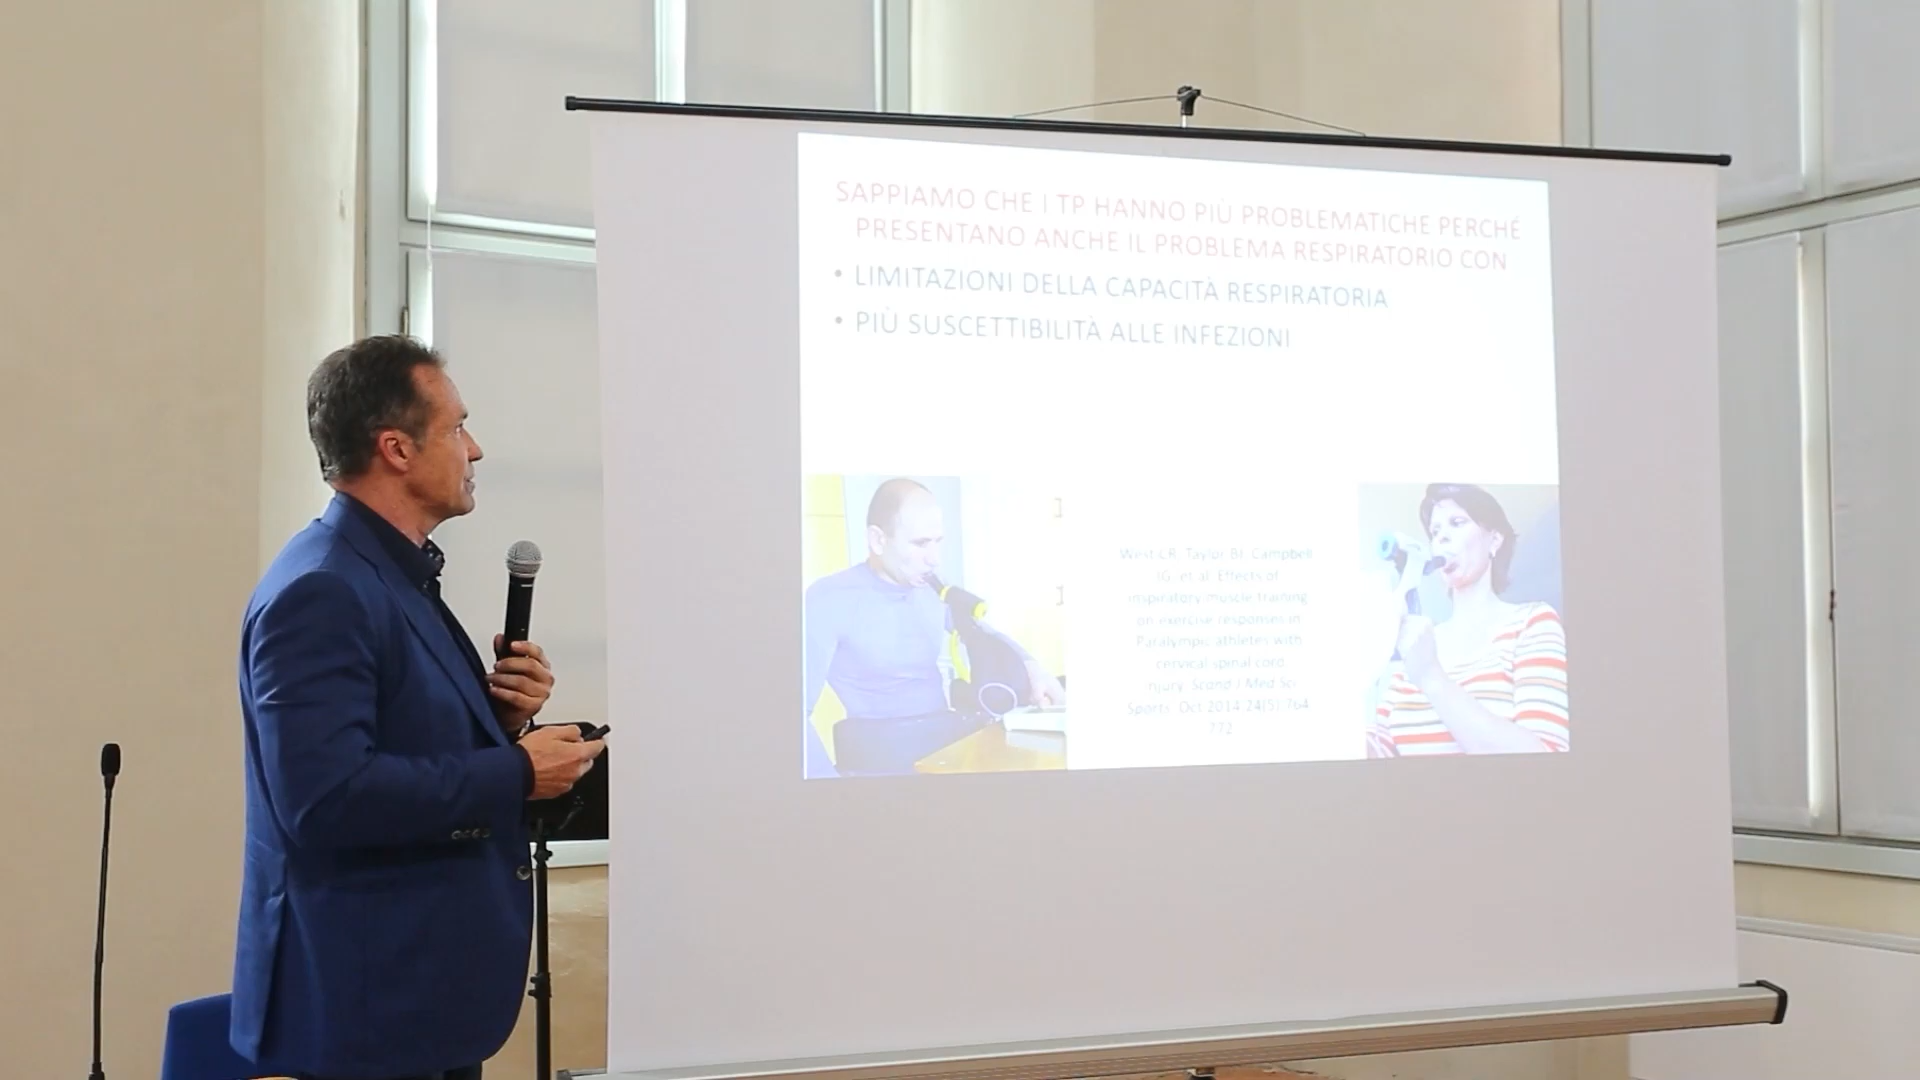 SAPPIAMO CHE I TP HANNO PIÙ PROBLEMATICHE PERCHÉ
PRESENTANO ANCHE IL PROBLEMA RESPIRATORIO CON
• LIMITAZIONI DELLA CAPACITÀ RESPIRATORIA
• PIÙ SUSCETTIBILITÀ ALLE INFEZIONI
West CR, Taylor BJ, Campbell
IG, et al. Effects of
inspiratory muscle training
on exercise responses in
Paralympic athletes with
cervical spinal cord
injury. Scand J Med Sci
Sports. Oct 2014;24(5):764-
772